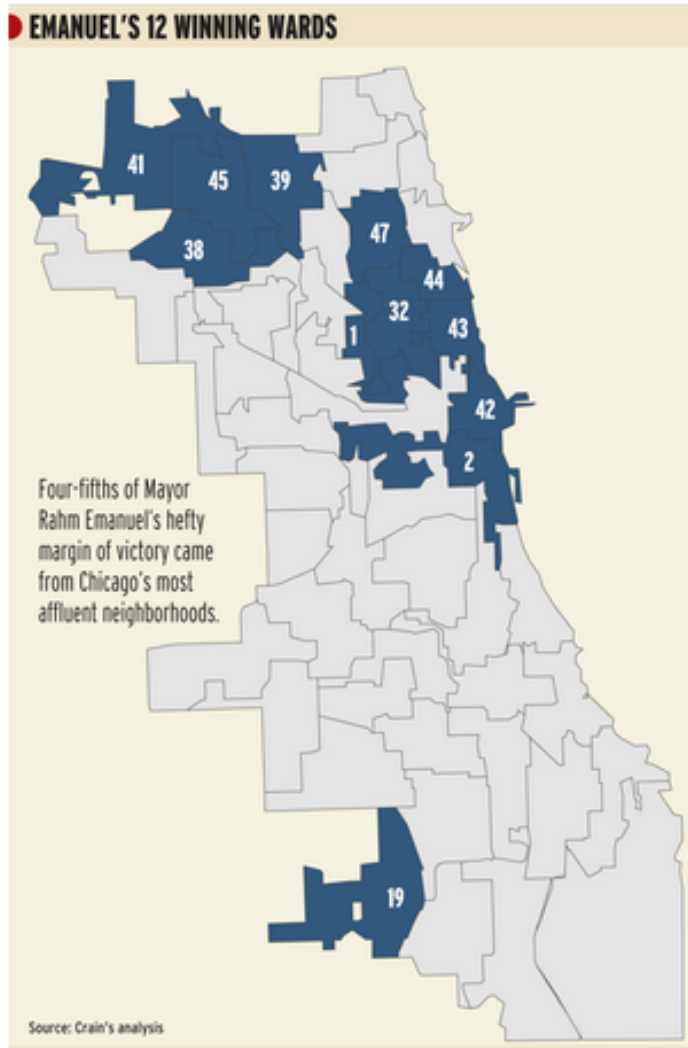 EMANUEL'S 12 WINNING WARDS
41
45
39
38
47
44
32
1
43
42
2
Four-fifths of Mayor
Rahm Emanuel's hefty
margin of victory came
from Chicago's most
affluent neighborhoods.
19
Source: Crain's analysis